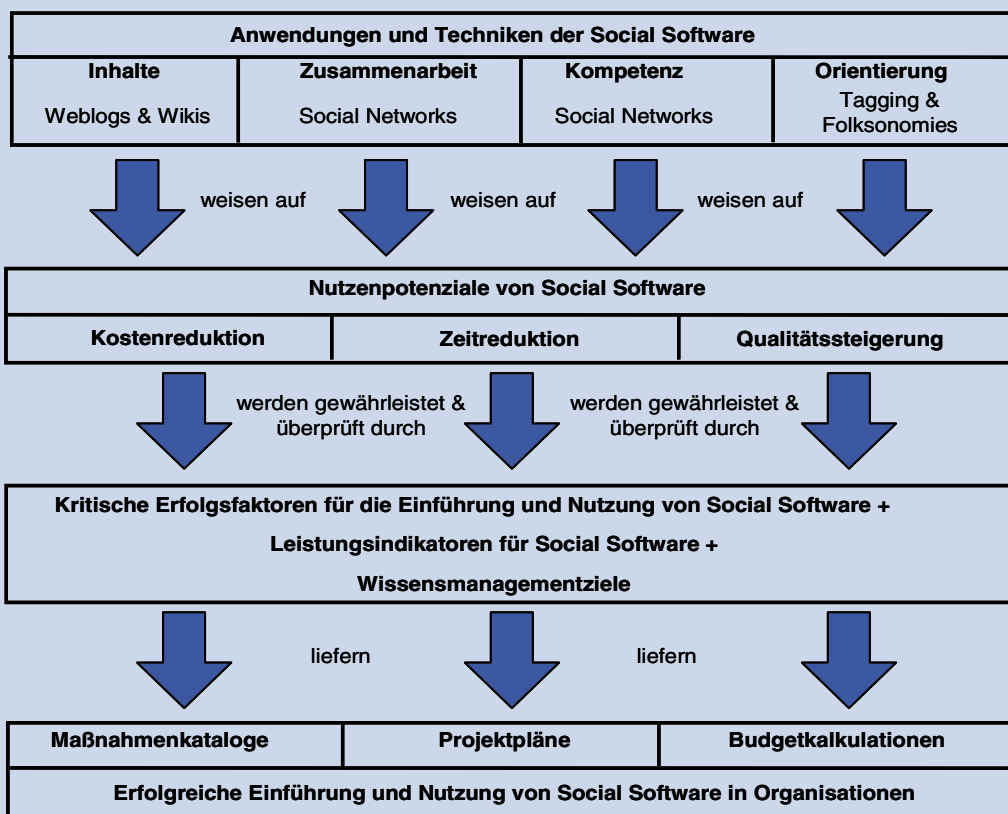 Anwendungen und Techniken der Social Software
Inhalte
Weblogs & Wikis
Zusammenarbeit
Social Networks
Kompetenz
Social Networks
Orientierung
Tagging &
Folksonomies
weisen auf
weisen auf
weisen auf
Nutzenpotenziale von Social Software
Kostenreduktion
Zeitreduktion
Qualitätssteigerung
werden gewährleistet &
überprüft durch
werden gewährleistet &
überprüft durch
Kritische Erfolgsfaktoren für die Einführung und Nutzung von Social Software +
Leistungsindikatoren für Social Software +
Wissensmanagementziele
liefern
liefern
Maßnahmenkataloge
Projektpläne
Budgetkalkulationen
Erfolgreiche Einführung und Nutzung von Social Software in Organisationen